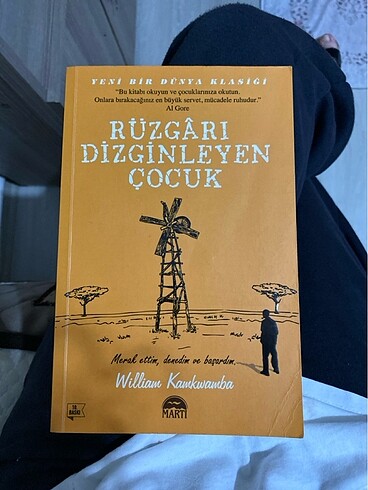 YENİ BİR DÜNYA KLASİĞİ
"Bu kitabı okuyun ve çocuklarınıza okutun.
Onlara bırakacağınız en büyük servet, mücadele ruhudur."
Al Gore
RÜZGÂRI
DİZGİNLEYEN
ÇOCUK
Merak ettim, denedim ve başardım.
William Kamkwamba
MARTI